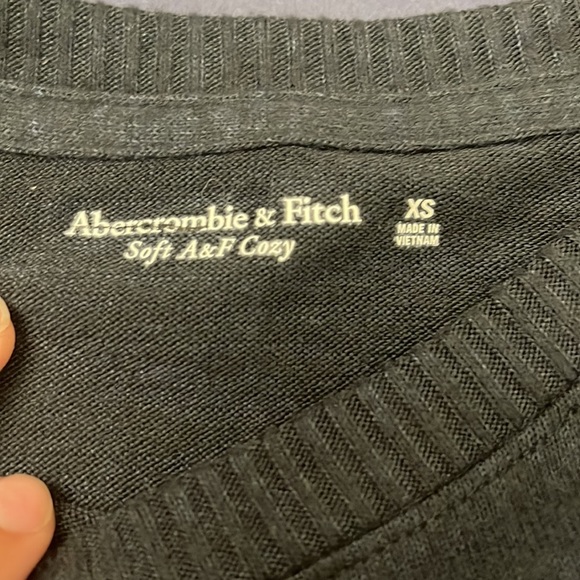 Abercrombie & Fitch
Soft A&F Cozy
XS
MADE IN
VIETNAM